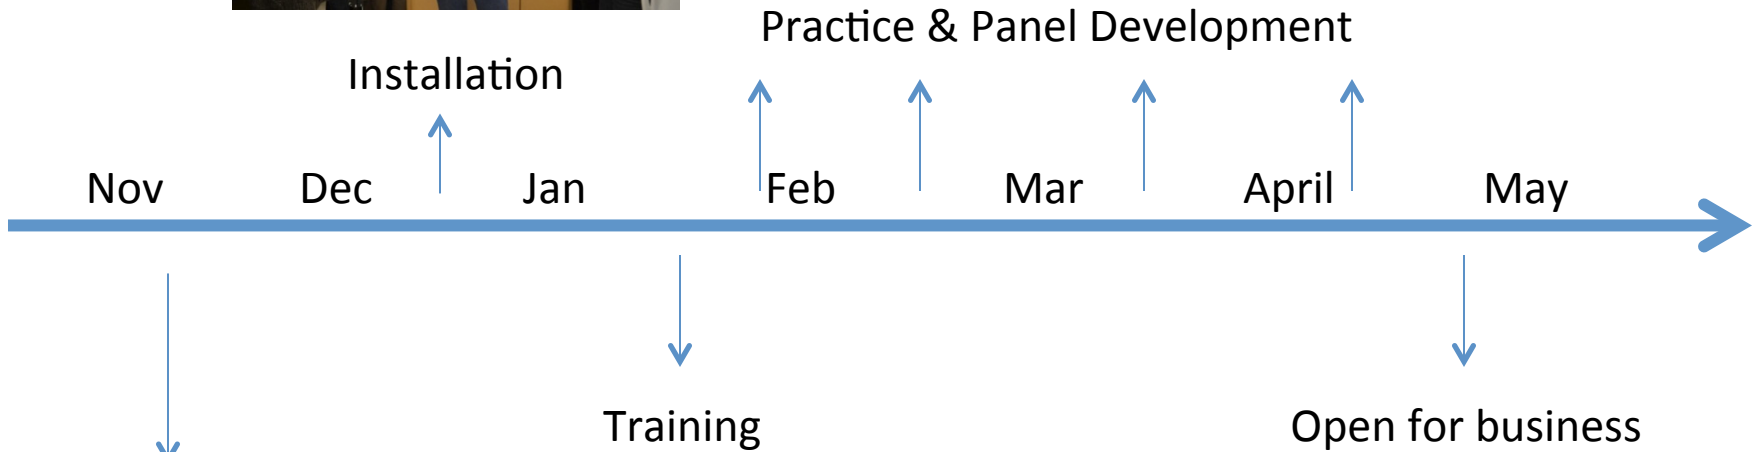 Practice & Panel Development
Installation
Nov Dec Jan Feb Mar April May
Training Open for business